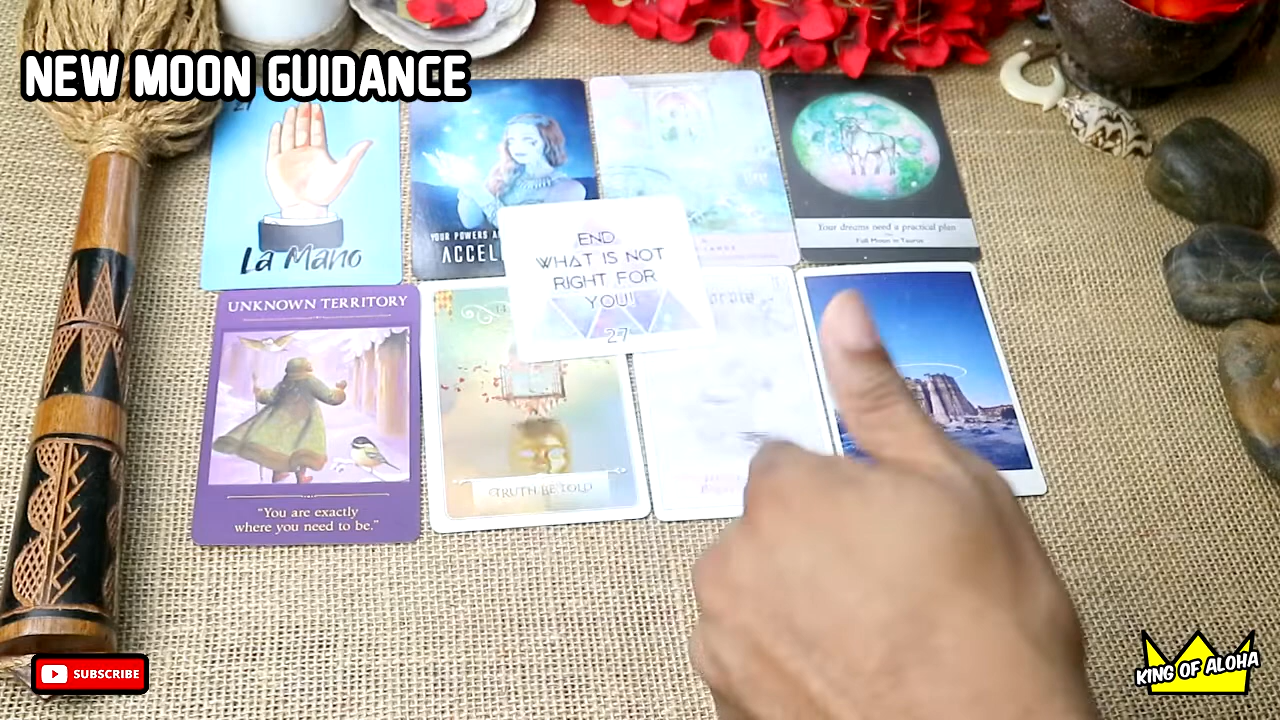 NEW MOON GUIDANCE
La Mano
YOUR POWERS
Your dreams need a practical plan
Full Moon in Taurus
END
WHAT IS NOT
RIGHT FOR
YOU!
27
UNKNOWN TERRITORY
"You are exactly
where you need to be."
TRUTH BE TOLD
SUBSCRIBE
KING OF ALOHA